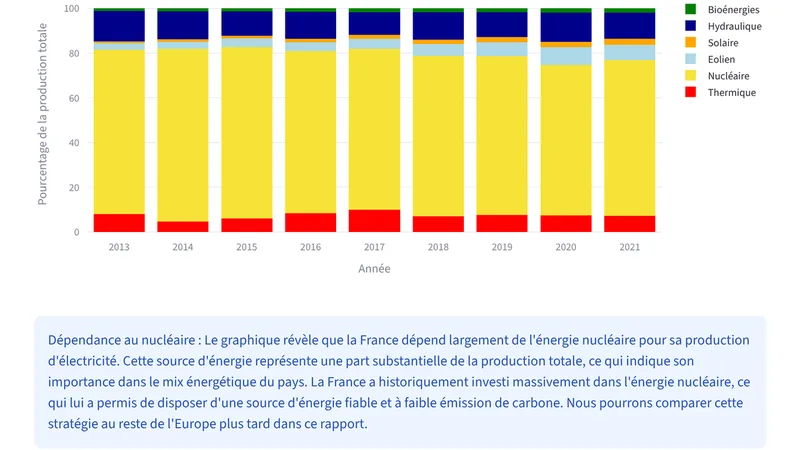 100
80
60
40
20
0
Pourcentage de la production totale
2013 2014 2015 2016 2017 2018 2019 2020 2021
Année
Bioénergies
Hydraulique
Solaire
Eolien
Nucléaire
Thermique
Dépendance au nucléaire : Le graphique révèle que la France dépend largement de l'énergie nucléaire pour sa production
d'électricité. Cette source d'énergie représente une part substantielle de la production totale, ce qui indique son
importance dans le mix énergétique du pays. La France a historiquement investi massivement dans l'énergie nucléaire, ce
qui lui a permis de disposer d'une source d'énergie fiable et à faible émission de carbone. Nous pourrons comparer cette
stratégie au reste de l'Europe plus tard dans ce rapport.